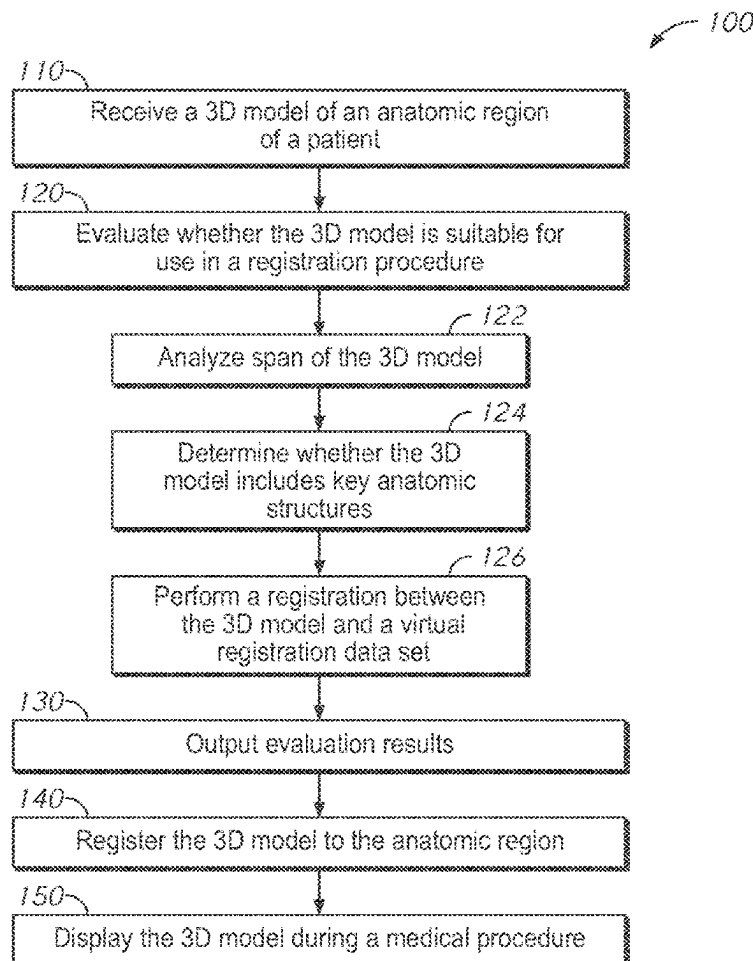 100
110
Receive a 3D model of an anatomic region
of a patient
120
Evaluate whether the 3D model is suitable for
use in a registration procedure
122
Analyze span of the 3D model
124
Determine whether the 3D
model includes key anatomic
structures
126
Perform a registration between
the 3D model and a virtual
registration data set
130
Output evaluation results
140
Register the 3D model to the anatomic region
150
Display the 3D model during a medical procedure